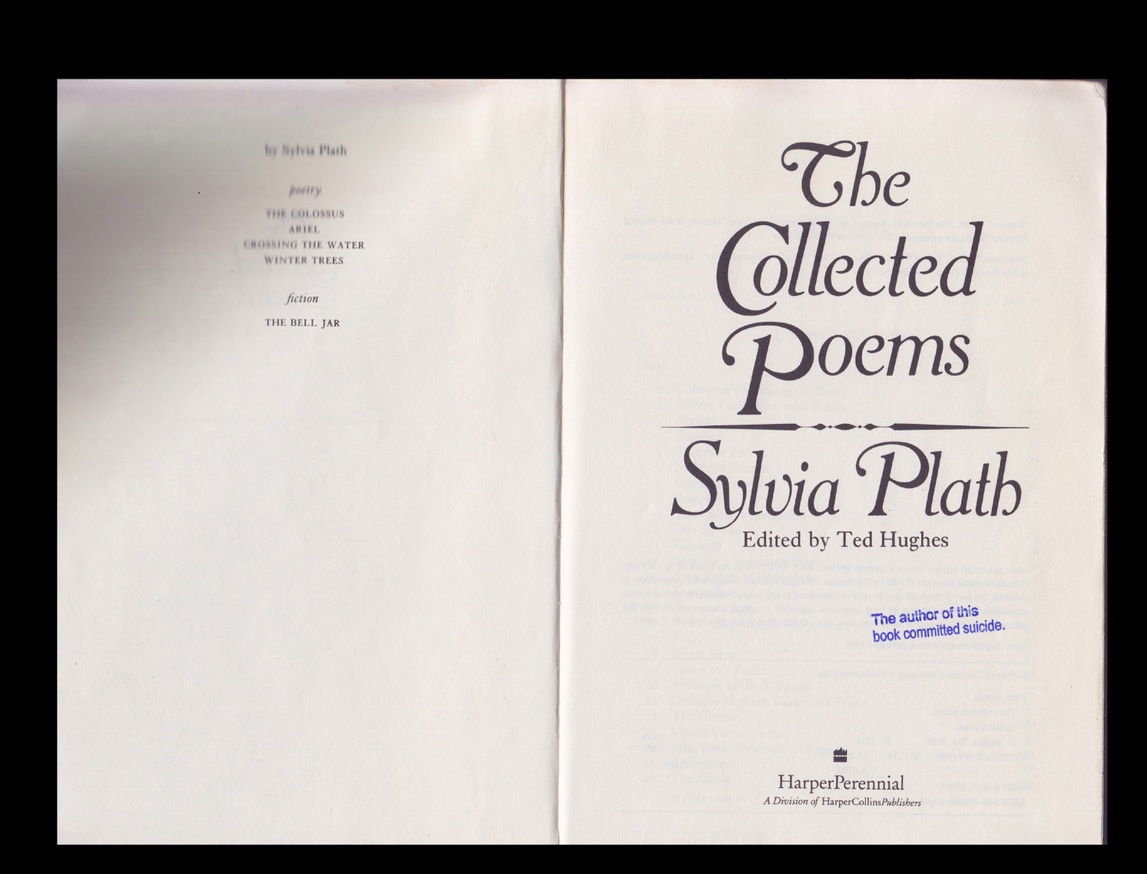 by Sylvia Plath
poetry
THE COLOSSUS
ARIEL
CROSSING THE WATER
WINTER TREES
fiction
THE BELL JAR
The
Collected
Poems
Sylvia Plath
Edited by Ted Hughes
The author of this
book committed suicide.
HarperPerennial
A Division of HarperCollinsPublishers